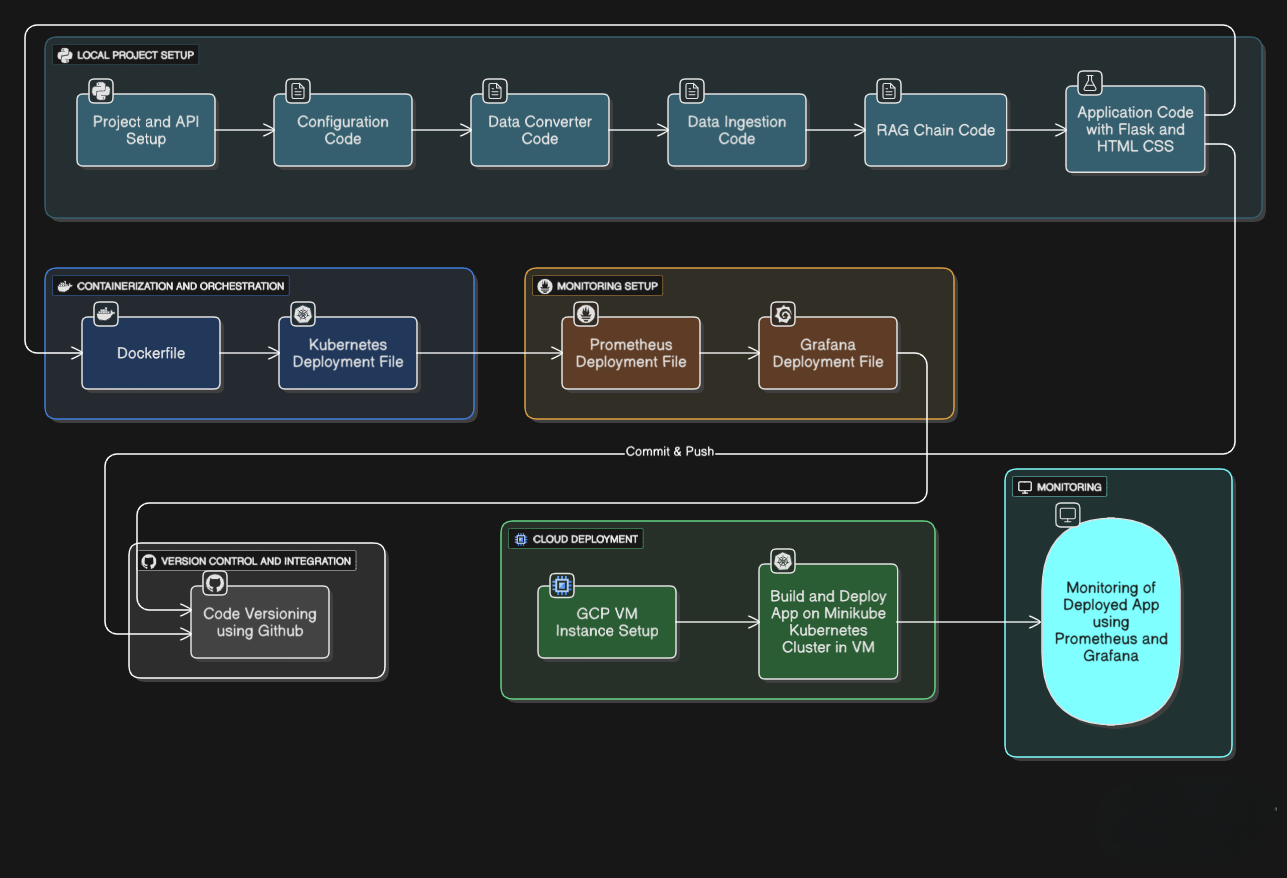 LOCAL PROJECT SETUP
Project and API
Setup
Configuration
Code
Data Converter
Code
Data Ingestion
Code
RAG Chain Code
Application Code
with Flask and
HTML CSS
CONTAINERIZATION AND ORCHESTRATION
Dockerfile
Kubernetes
Deployment File
MONITORING SETUP
Prometheus
Deployment File
Grafana
Deployment File
Commit & Push
VERSION CONTROL AND INTEGRATION
Code Versioning
using Github
CLOUD DEPLOYMENT
GCP VM
Instance Setup
Build and Deploy
App on Minikube
Kubernetes
Cluster in VM
MONITORING
Monitoring of
Deployed App
using
Prometheus and
Grafana